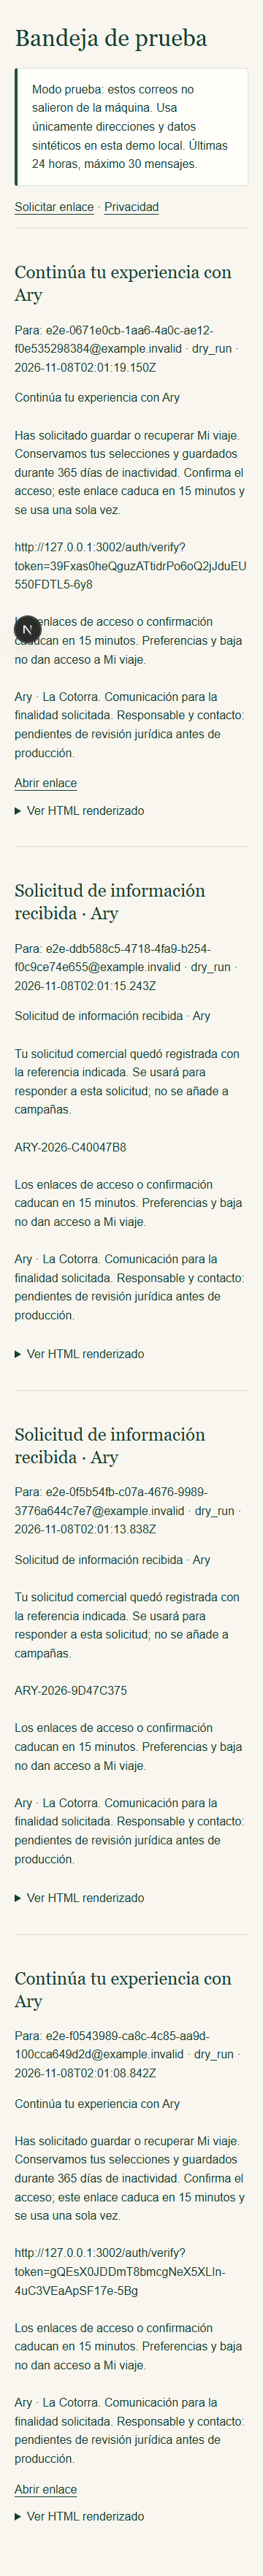 Bandeja de prueba
Modo prueba: estos correos no
salieron de la máquina. Usa
únicamente direcciones y datos
sintéticos en esta demo local. Últimas
24 horas, máximo 30 mensajes.
Solicitar enlace · Privacidad
Continúa tu experiencia con
Ary
Para: e2e-0671e0cb-1aa6-4a0c-ae12-
f0e535298384@example.invalid · dry_run ·
2026-11-08T02:01:19.150Z
Continúa tu experiencia con Ary
Has solicitado guardar o recuperar Mi viaje.
Conservamos tus selecciones y guardados
durante 365 días de inactividad. Confirma el
acceso; este enlace caduca en 15 minutos y
se usa una sola vez.
http://127.0.0.1:3002/auth/verify?
token=39Fxas0heQguzATtidrPo6oQ2jJduEU
550FDTL5-6y8
N
enlaces de acceso o confirmación
caducan en 15 minutos. Preferencias y baja
no dan acceso a Mi viaje.
Ary · La Cotorra. Comunicación para la
finalidad solicitada. Responsable y contacto:
pendientes de revisión jurídica antes de
producción.
Abrir enlace
▶ Ver HTML renderizado
Solicitud de información
recibida · Ary
Para: e2e-ddb588c5-4718-4fa9-b254-
f0c9ce74e655@example.invalid · dry_run ·
2026-11-08T02:01:15.243Z
Solicitud de información recibida · Ary
Tu solicitud comercial quedó registrada con
la referencia indicada. Se usará para
responder a esta solicitud; no se añade a
campañas.
ARY-2026-C40047B8
Los enlaces de acceso o confirmación
caducan en 15 minutos. Preferencias y baja
no dan acceso a Mi viaje.
Ary · La Cotorra. Comunicación para la
finalidad solicitada. Responsable y contacto:
pendientes de revisión jurídica antes de
producción.
▶ Ver HTML renderizado
Solicitud de información
recibida · Ary
Para: e2e-0f5b54fb-c07a-4676-9989-
3776a644c7e7@example.invalid · dry_run ·
2026-11-08T02:01:13.838Z
Solicitud de información recibida · Ary
Tu solicitud comercial quedó registrada con
la referencia indicada. Se usará para
responder a esta solicitud; no se añade a
campañas.
ARY-2026-9D47C375
Los enlaces de acceso o confirmación
caducan en 15 minutos. Preferencias y baja
no dan acceso a Mi viaje.
Ary · La Cotorra. Comunicación para la
finalidad solicitada. Responsable y contacto:
pendientes de revisión jurídica antes de
producción.
▶ Ver HTML renderizado
Continúa tu experiencia con
Ary
Para: e2e-f0543989-ca8c-4c85-aa9d-
100cca649d2d@example.invalid · dry_run ·
2026-11-08T02:01:08.842Z
Continúa tu experiencia con Ary
Has solicitado guardar o recuperar Mi viaje.
Conservamos tus selecciones y guardados
durante 365 días de inactividad. Confirma el
acceso; este enlace caduca en 15 minutos y
se usa una sola vez.
http://127.0.0.1:3002/auth/verify?
token=gQEsX0JDDmT8bmcgNeX5XLIn-
4uC3VEaApSF17e-5Bg
Los enlaces de acceso o confirmación
caducan en 15 minutos. Preferencias y baja
no dan acceso a Mi viaje.
Ary · La Cotorra. Comunicación para la
finalidad solicitada. Responsable y contacto:
pendientes de revisión jurídica antes de
producción.
Abrir enlace
▶ Ver HTML renderizado